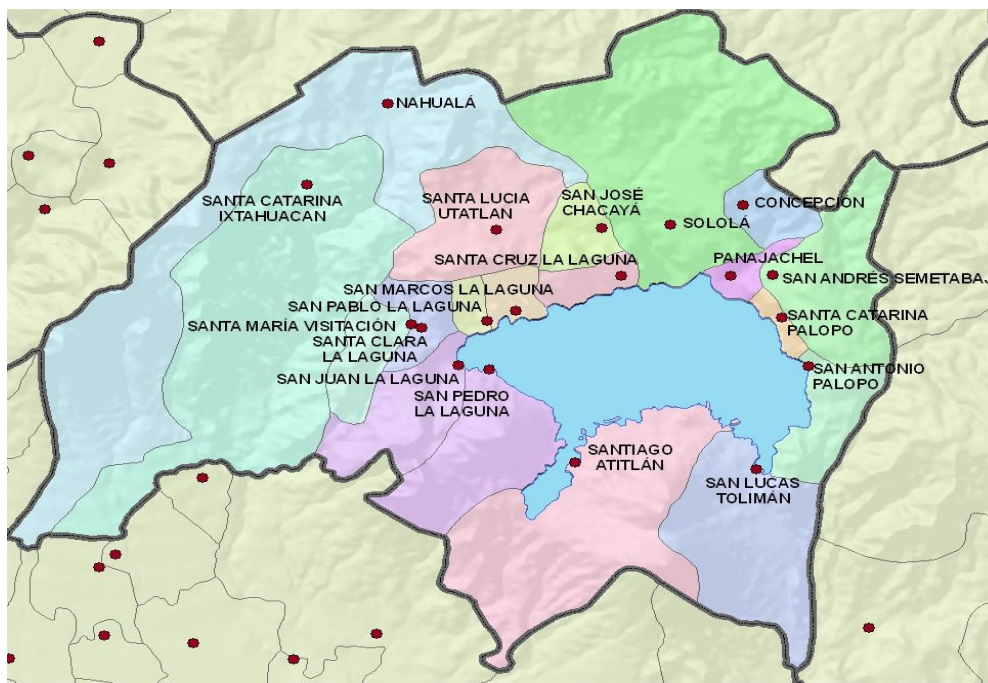 NAHUALÁ
SANTA CATARINA
IXTAHUACAN
SANTA LUCIA
UTATLAN
SAN JOSÉ
CHACAYÁ
SOLOLÁ
CONCEPCIÓN
SANTA CRUZ LA LAGUNA
PANAJACHEL
SAN ANDRÉS SEMETABAJ
SAN MARCOS LA LAGUNA
SAN PABLO LA LAGUNA
SANTA MARÍA VISITACIÓN
SANTA CLARA
LA LAGUNA
SANTA CATARINA
PALOPO
SAN JUAN LA LAGUNA
SAN PEDRO
LA LAGUNA
SAN ANTONIO
PALOPO
SANTIAGO
ATITLÁN
SAN LUCAS
TOLIMÁN